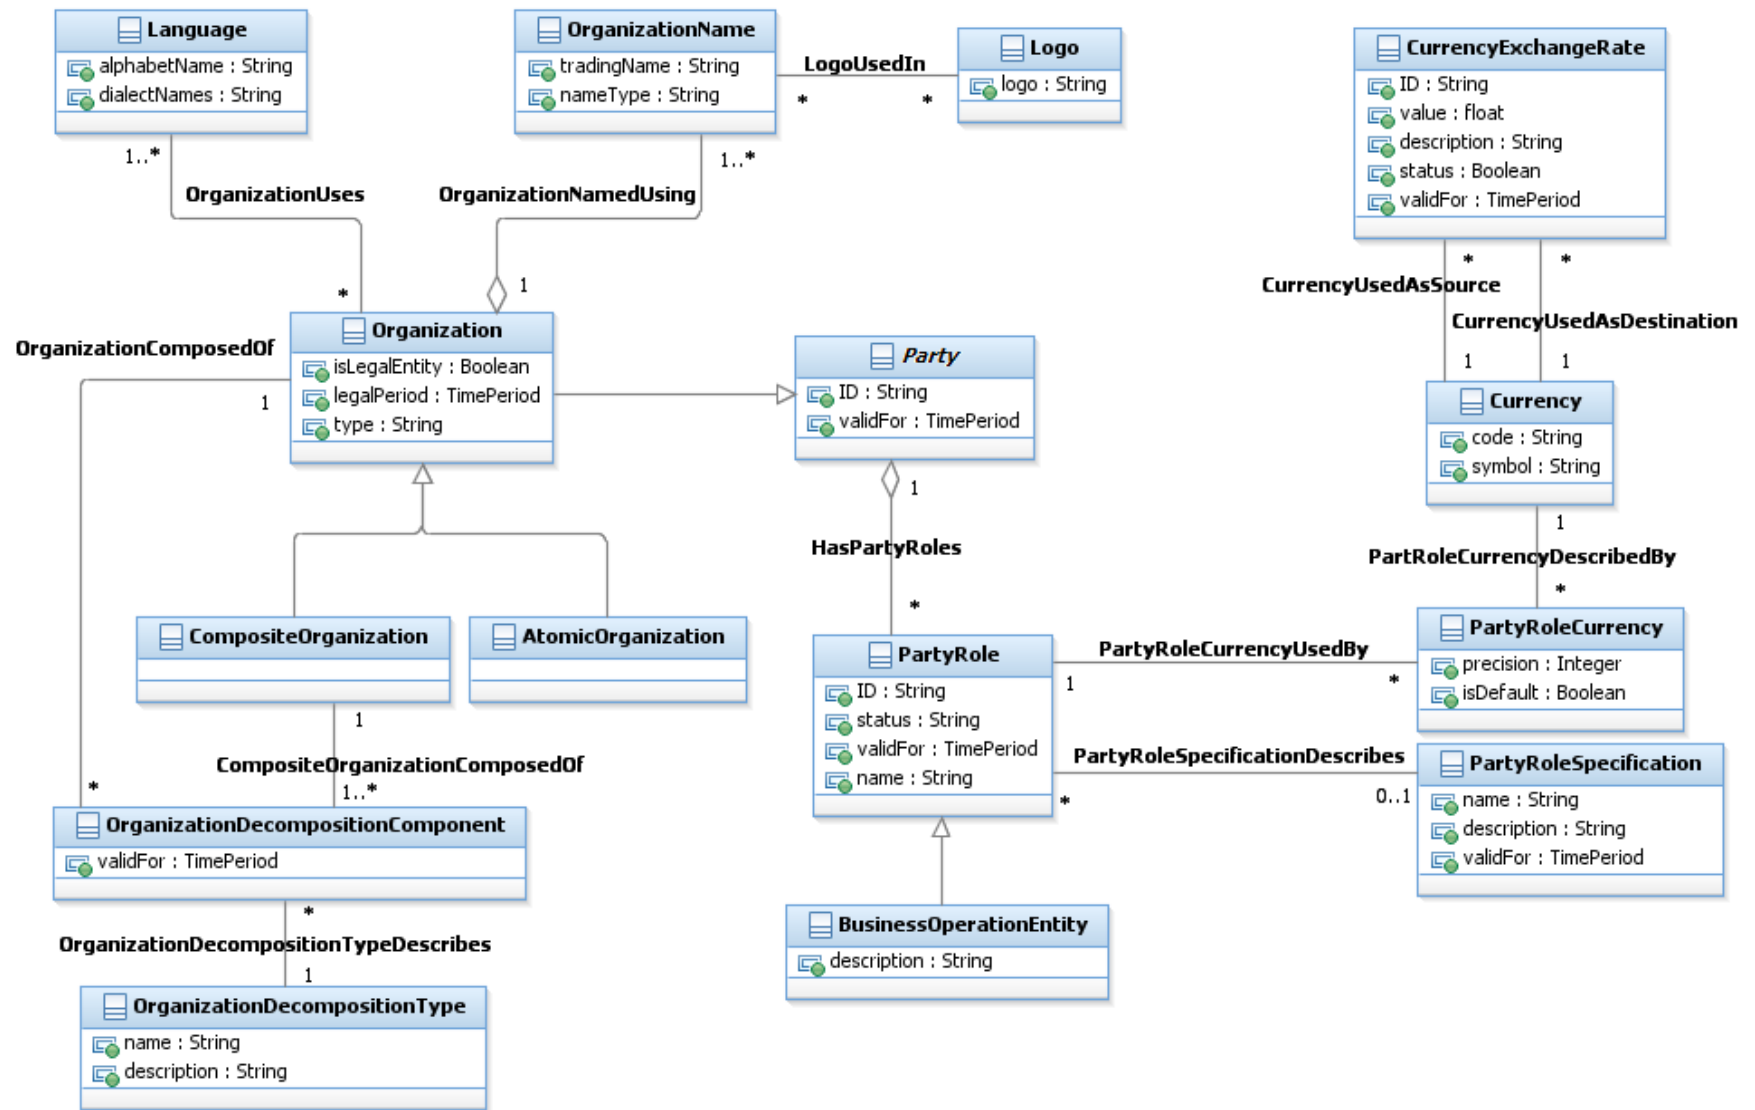 Language
alphabetName : String
dialectNames : String
OrganizationName
tradingName : String
nameType : String
LogoUsedIn
*
*
Logo
logo : String
CurrencyExchangeRate
ID : String
value : float
description : String
status : Boolean
validFor : TimePeriod
1..*
OrganizationUses
*
1..*
OrganizationNamedUsing
1
*
CurrencyUsedAsSource
1
*
CurrencyUsedAsDestination
1
OrganizationComposedOf
1
*
Organization
isLegalEntity : Boolean
legalPeriod : TimePeriod
type : String
Party
ID : String
validFor : TimePeriod
Currency
code : String
symbol : String
1
HasPartyRoles
*
1
PartRoleCurrencyDescribedBy
*
CompositeOrganization
AtomicOrganization
PartyRole
ID : String
status : String
validFor : TimePeriod
name : String
PartyRoleCurrencyUsedBy
1
*
PartyRoleCurrency
precision : Integer
isDefault : Boolean
PartyRoleSpecificationDescribes
*
0..1
PartyRoleSpecification
name : String
description : String
validFor : TimePeriod
1
CompositeOrganizationComposedOf
1..*
OrganizationDecompositionComponent
validFor : TimePeriod
BusinessOperationEntity
description : String
*
OrganizationDecompositionTypeDescribes
1
OrganizationDecompositionType
name : String
description : String